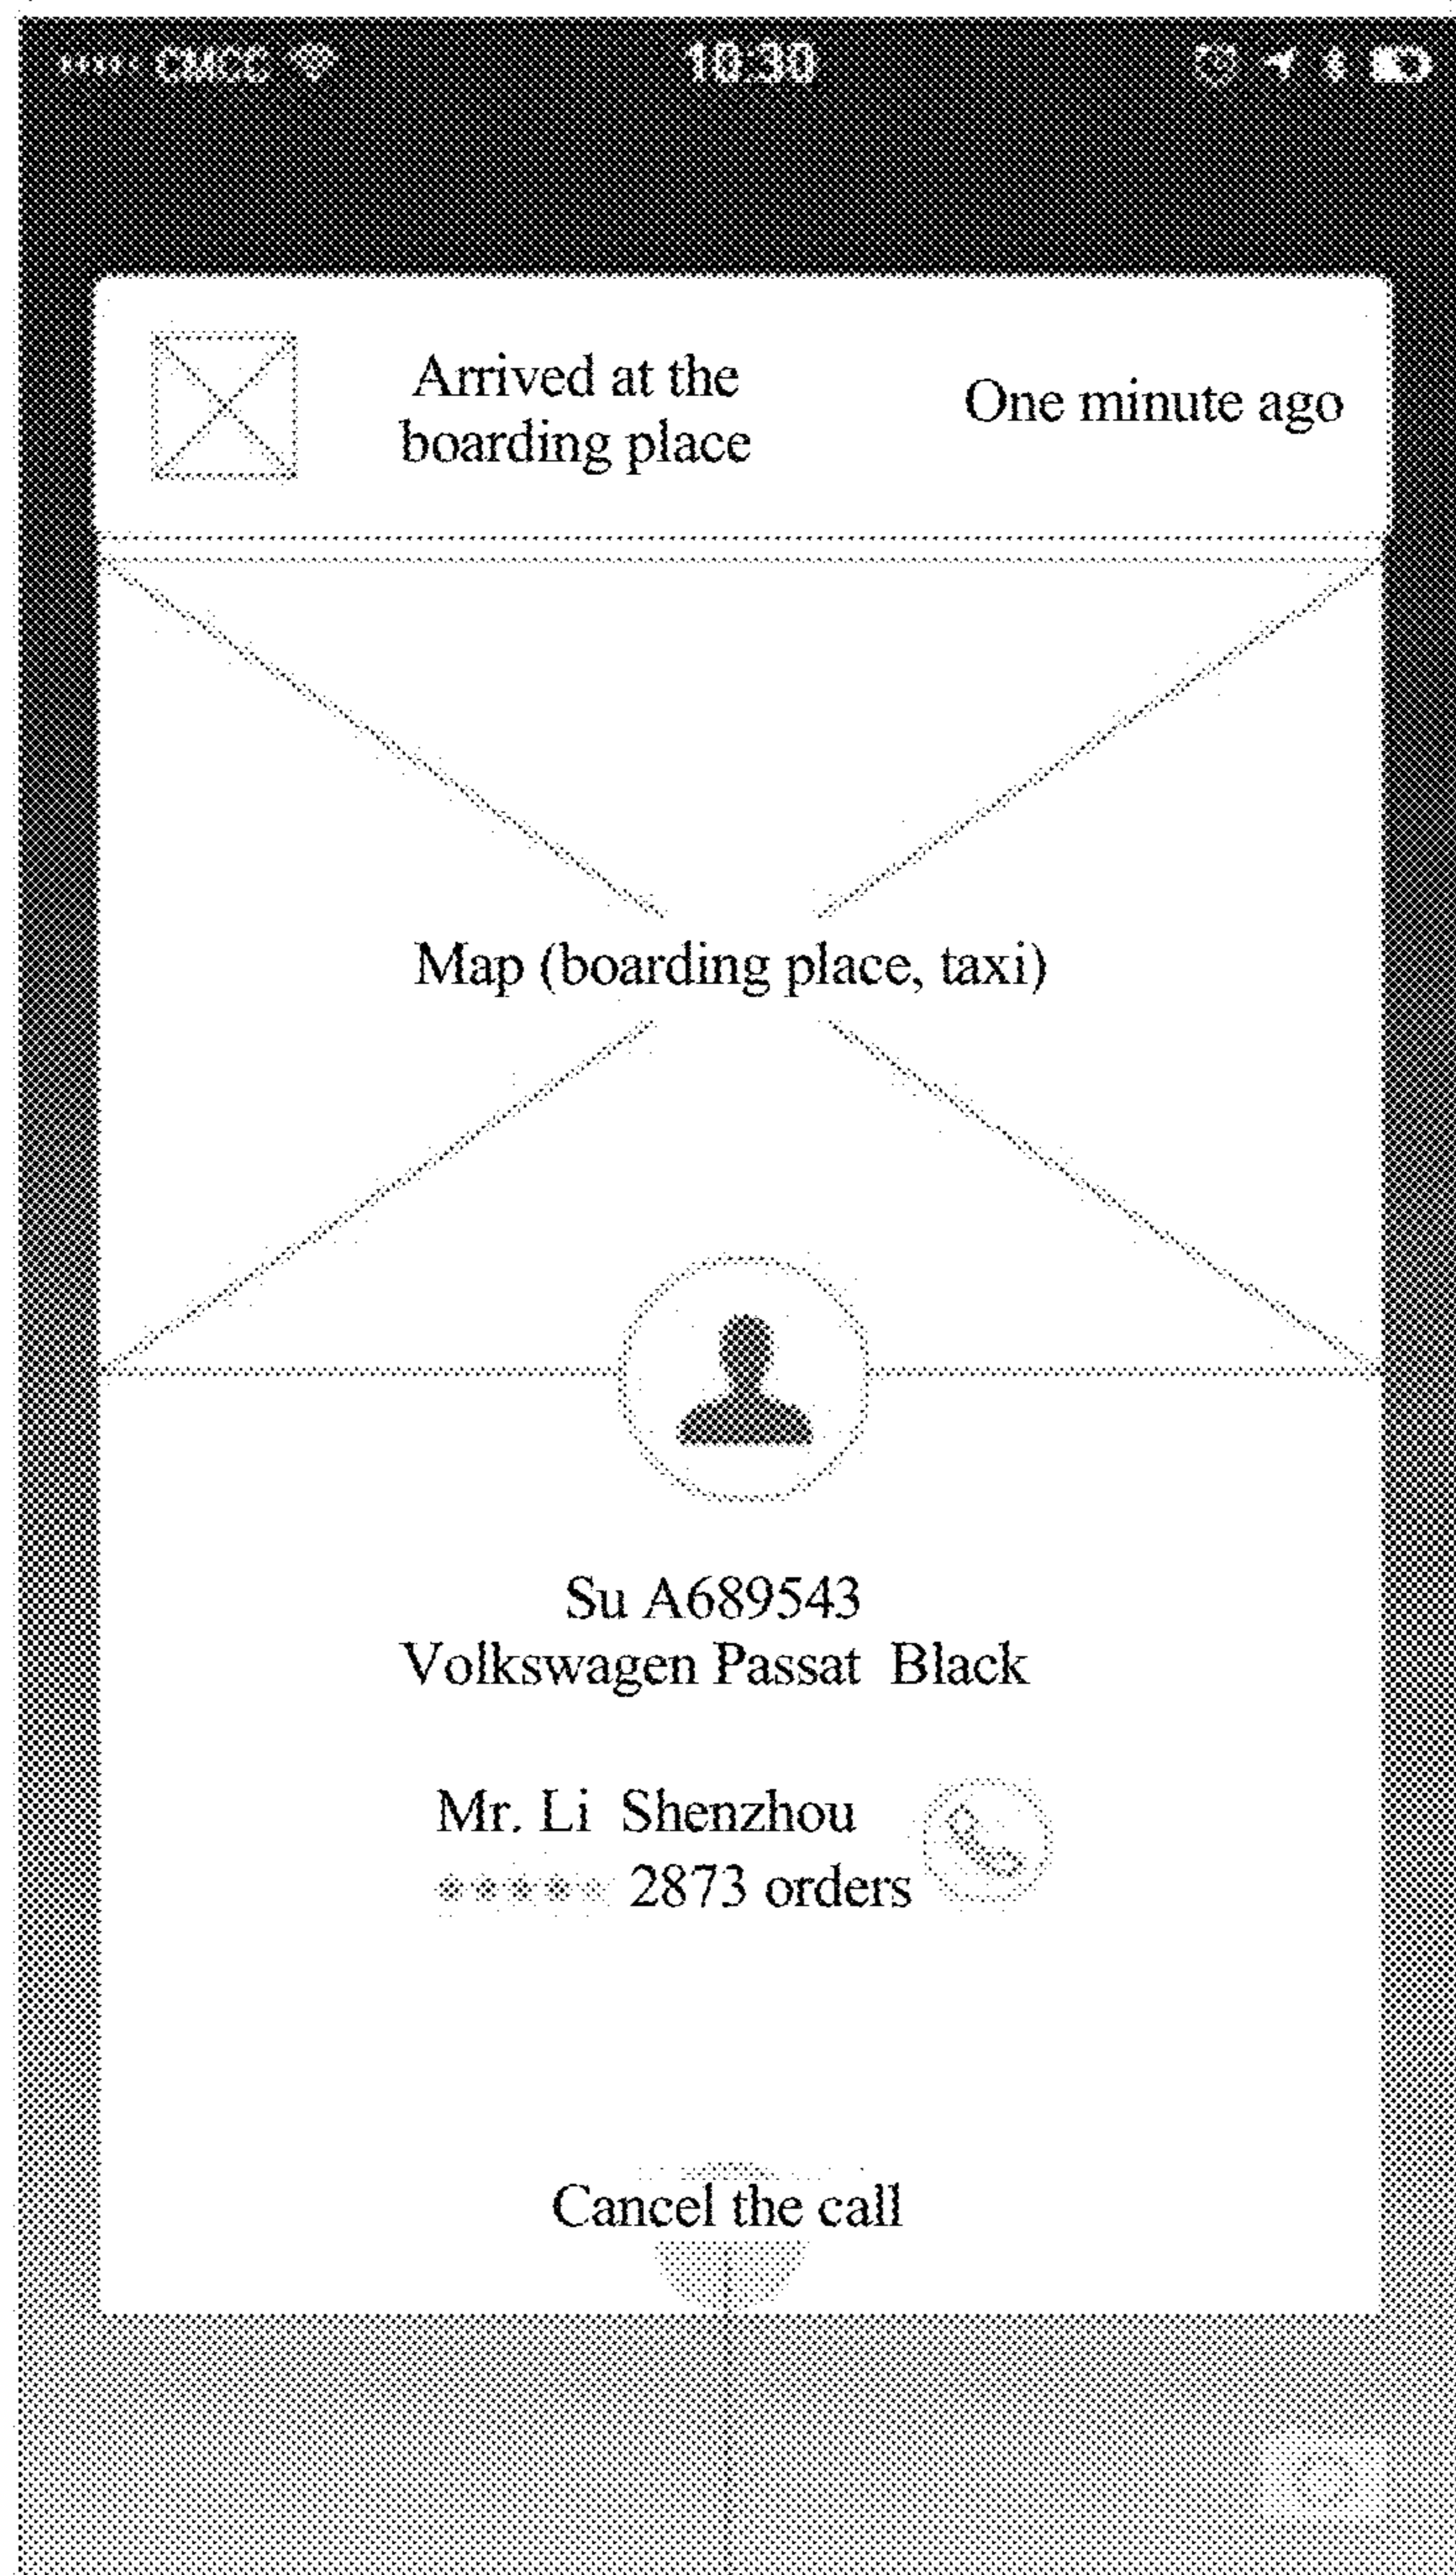 CMCC
10:30
Arrived at the
boarding place
One minute ago
Map (boarding place, taxi)
Su A689543
Volkswagen Passat Black
Mr. Li Shenzhou
2873 orders
Cancel the call